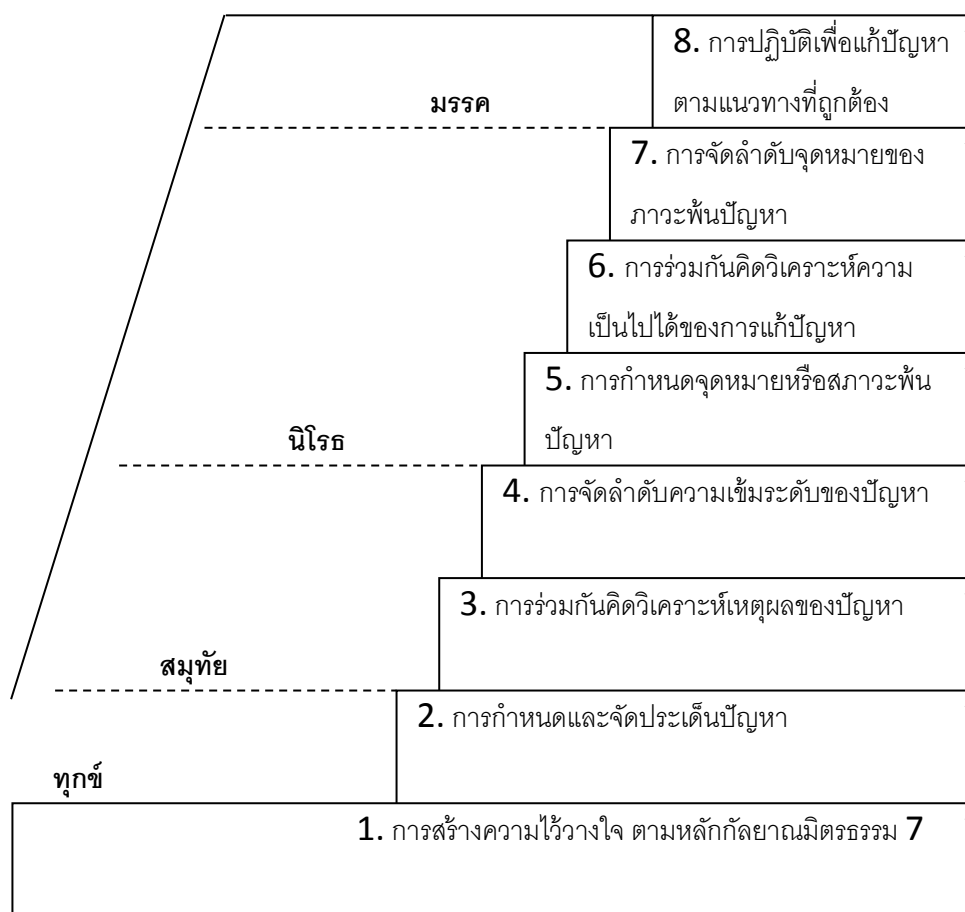 8. การปฏิบัติเพื่อแก้ปัญหา
ตามแนวทางที่ถูกต้อง
มรรค
7. การจัดลำดับจุดหมายของ
ภาวะพ้นปัญหา
6. การร่วมกันคิดวิเคราะห์ความ
เป็นไปได้ของการแก้ปัญหา
5. การกำหนดจุดหมายหรือสภาวะพ้น
ปัญหา
นิโรธ
4. การจัดลำดับความเข้มระดับของปัญหา
3. การร่วมกันคิดวิเคราะห์เหตุผลของปัญหา
สมุทัย
2. การกำหนดและจัดประเด็นปัญหา
ทุกข์
1. การสร้างความไว้วางใจ ตามหลักกัลยาณมิตรธรรม 7